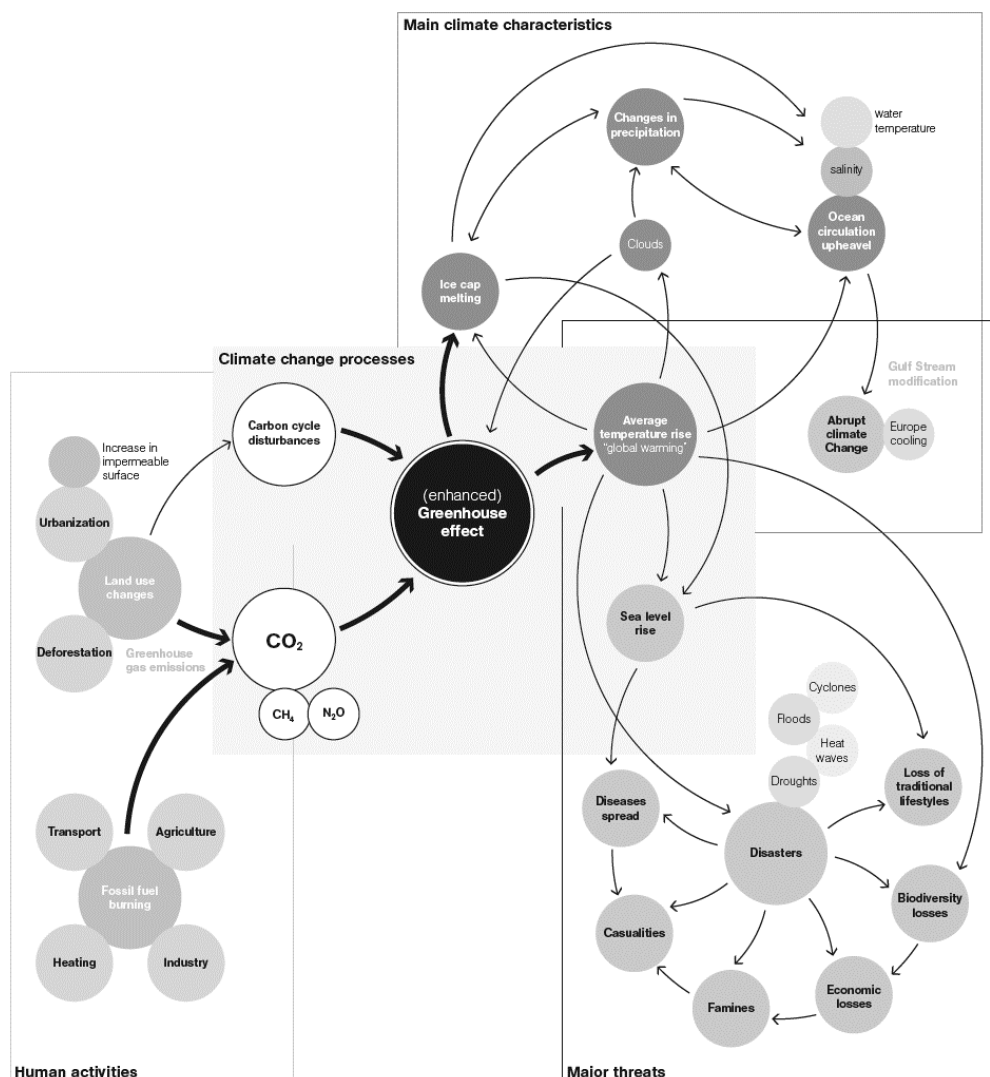 Main climate characteristics
Changes in
precipitation
water
temperature
salinity
Ocean
circulation
upheavel
Clouds
Ice cap
melting
Climate change processes
Gulf Stream
modification
Carbon cycle
disturbances
Average
temperature rise
"global warming"
Abrupt
climate
Change
Europe
cooling
Increase in
impermeable
surface
Urbanization
(enhanced)
Greenhouse
effect
Land use
changes
Sea level
rise
Deforestation
Greenhouse
gas emissions
CO₂
CH₄
N₂O
Cyclones
Floods
Heat
waves
Droughts
Loss of
traditional
lifestyles
Diseases
spread
Transport
Agriculture
Disasters
Fossil fuel
burning
Biodiversity
losses
Casualities
Heating
Industry
Economic
losses
Famines
Human activities
Major threats